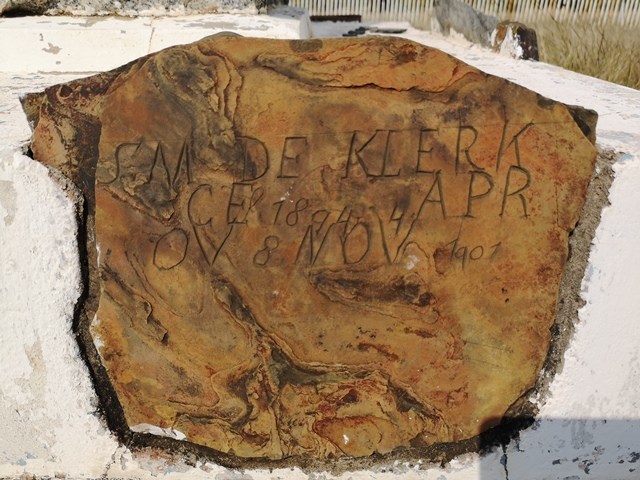 S.M DE KLERK
GEB 1894. 4. APR
OV 8 NOV. 1901